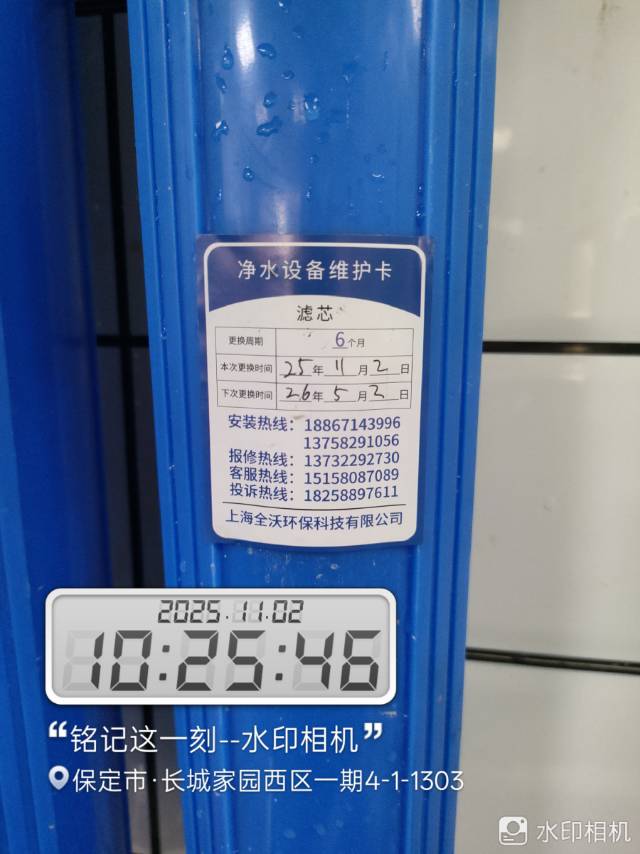 净水设备维护卡
滤芯
更换周期 6个月
本次更换时间 25年11月2日
下次更换时间 26年5月2日
安装热线：18867143996
13758291056
报修热线：13732292730
客服热线：15158087089
投诉热线：18258897611
上海全沃环保科技有限公司
2025.11.02
10:25:46
“铭记这一刻--水印相机”
保定市·长城家园西区一期4-1-1303
水印相机